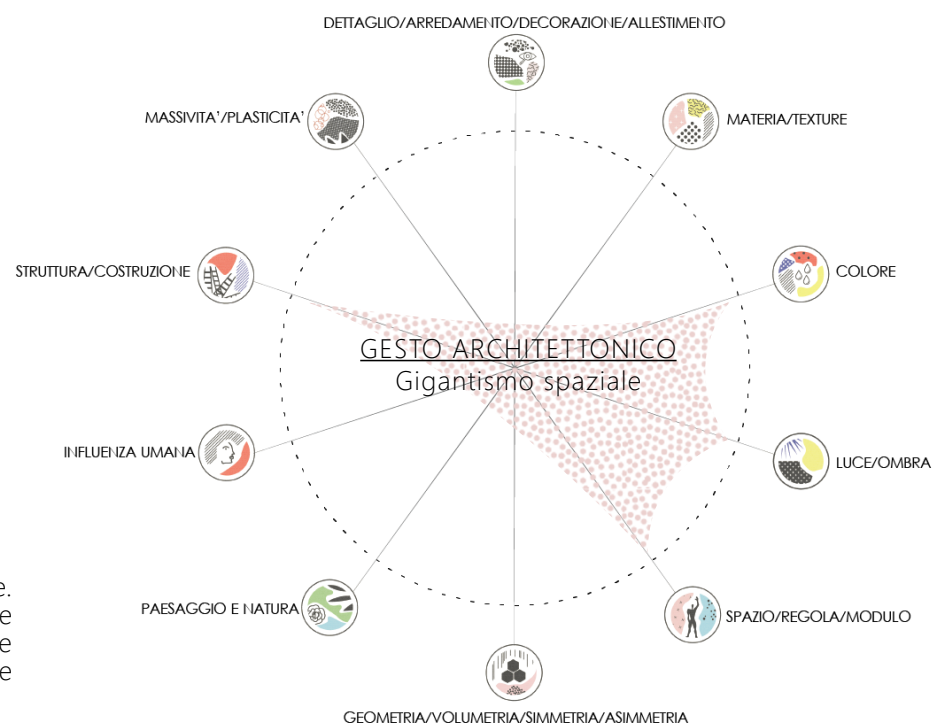 DETTAGLIO/ARREDAMENTO/DECORAZIONE/ALLESTIMENTO
MASSIVITA'/PLASTICITA'
MATERIA/TEXTURE
STRUTTURA/COSTRUZIONE
COLORE
GESTO ARCHITETTONICO
Gigantismo spaziale
INFLUENZA UMANA
LUCE/OMBRA
e.
e
e
e
PAESAGGIO E NATURA
SPAZIO/REGOLA/MODULO
GEOMETRIA/VOLUMETRIA/SIMMETRIA/ASIMMETRIA